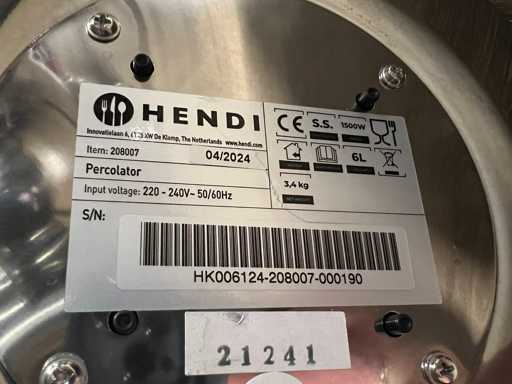 HENDI
Innovatielaan 6, 6745 XW De Klomp, The Netherlands www.hendi.com
Item: 208007
04/2024
Percolator
Input voltage: 220 - 240V~ 50/60Hz
S/N:
CE
S.S.
1500W
6L
3,4 kg
HK006124-208007-000190
21241